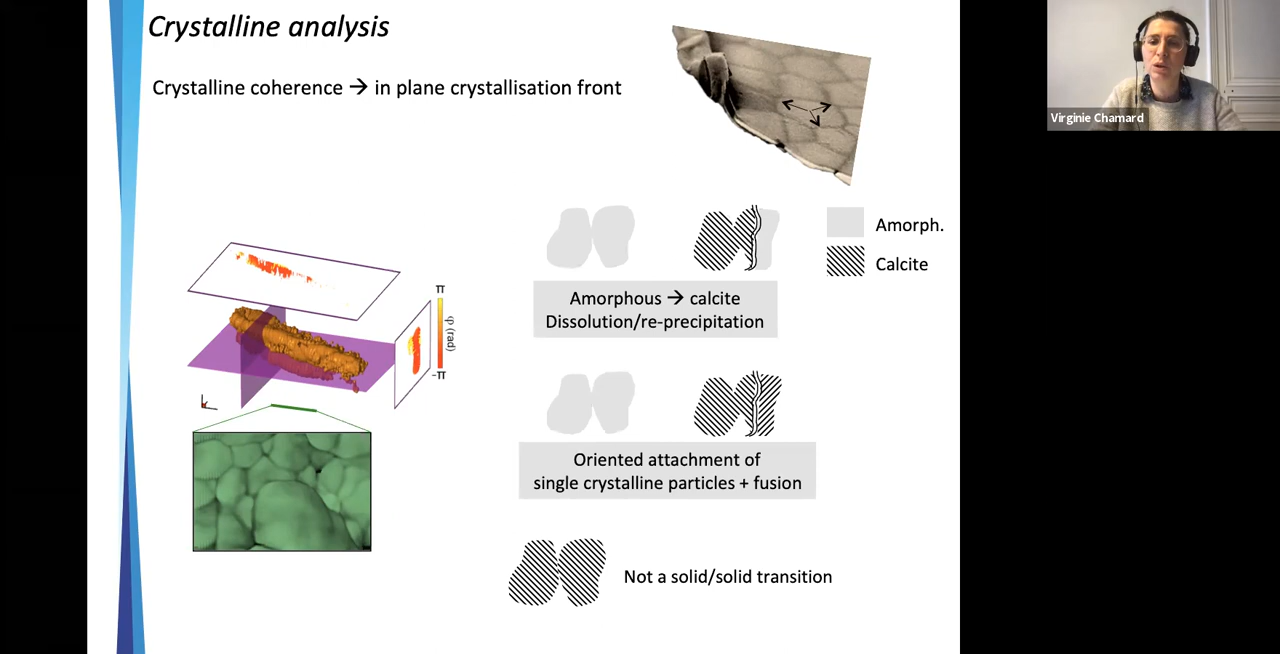 Crystalline analysis
Crystalline coherence → in plane crystallisation front
Virginie Chamard
Amorph.
Calcite
Amorphous → calcite
Dissolution/re-precipitation
π
φ (rad)
-π
Oriented attachment of
single crystalline particles + fusion
Not a solid/solid transition